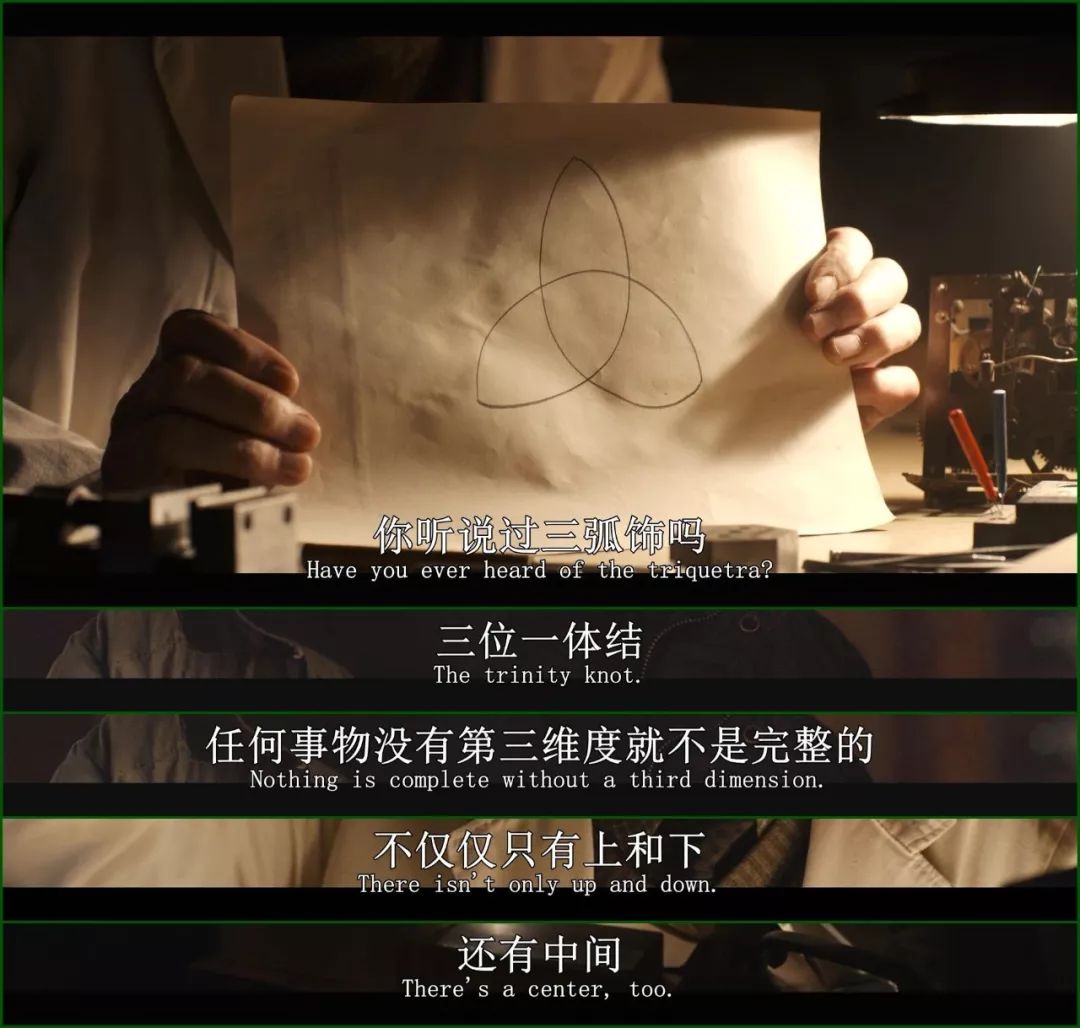 你听说过三弧饰吗
Have you ever heard of the triquetra?
三位一体结
The trinity knot.
任何事物没有第三维度就不是完整的
Nothing is complete without a third dimension.
不仅仅只有上和下
There isn't only up and down.
还有中间
There's a center, too.